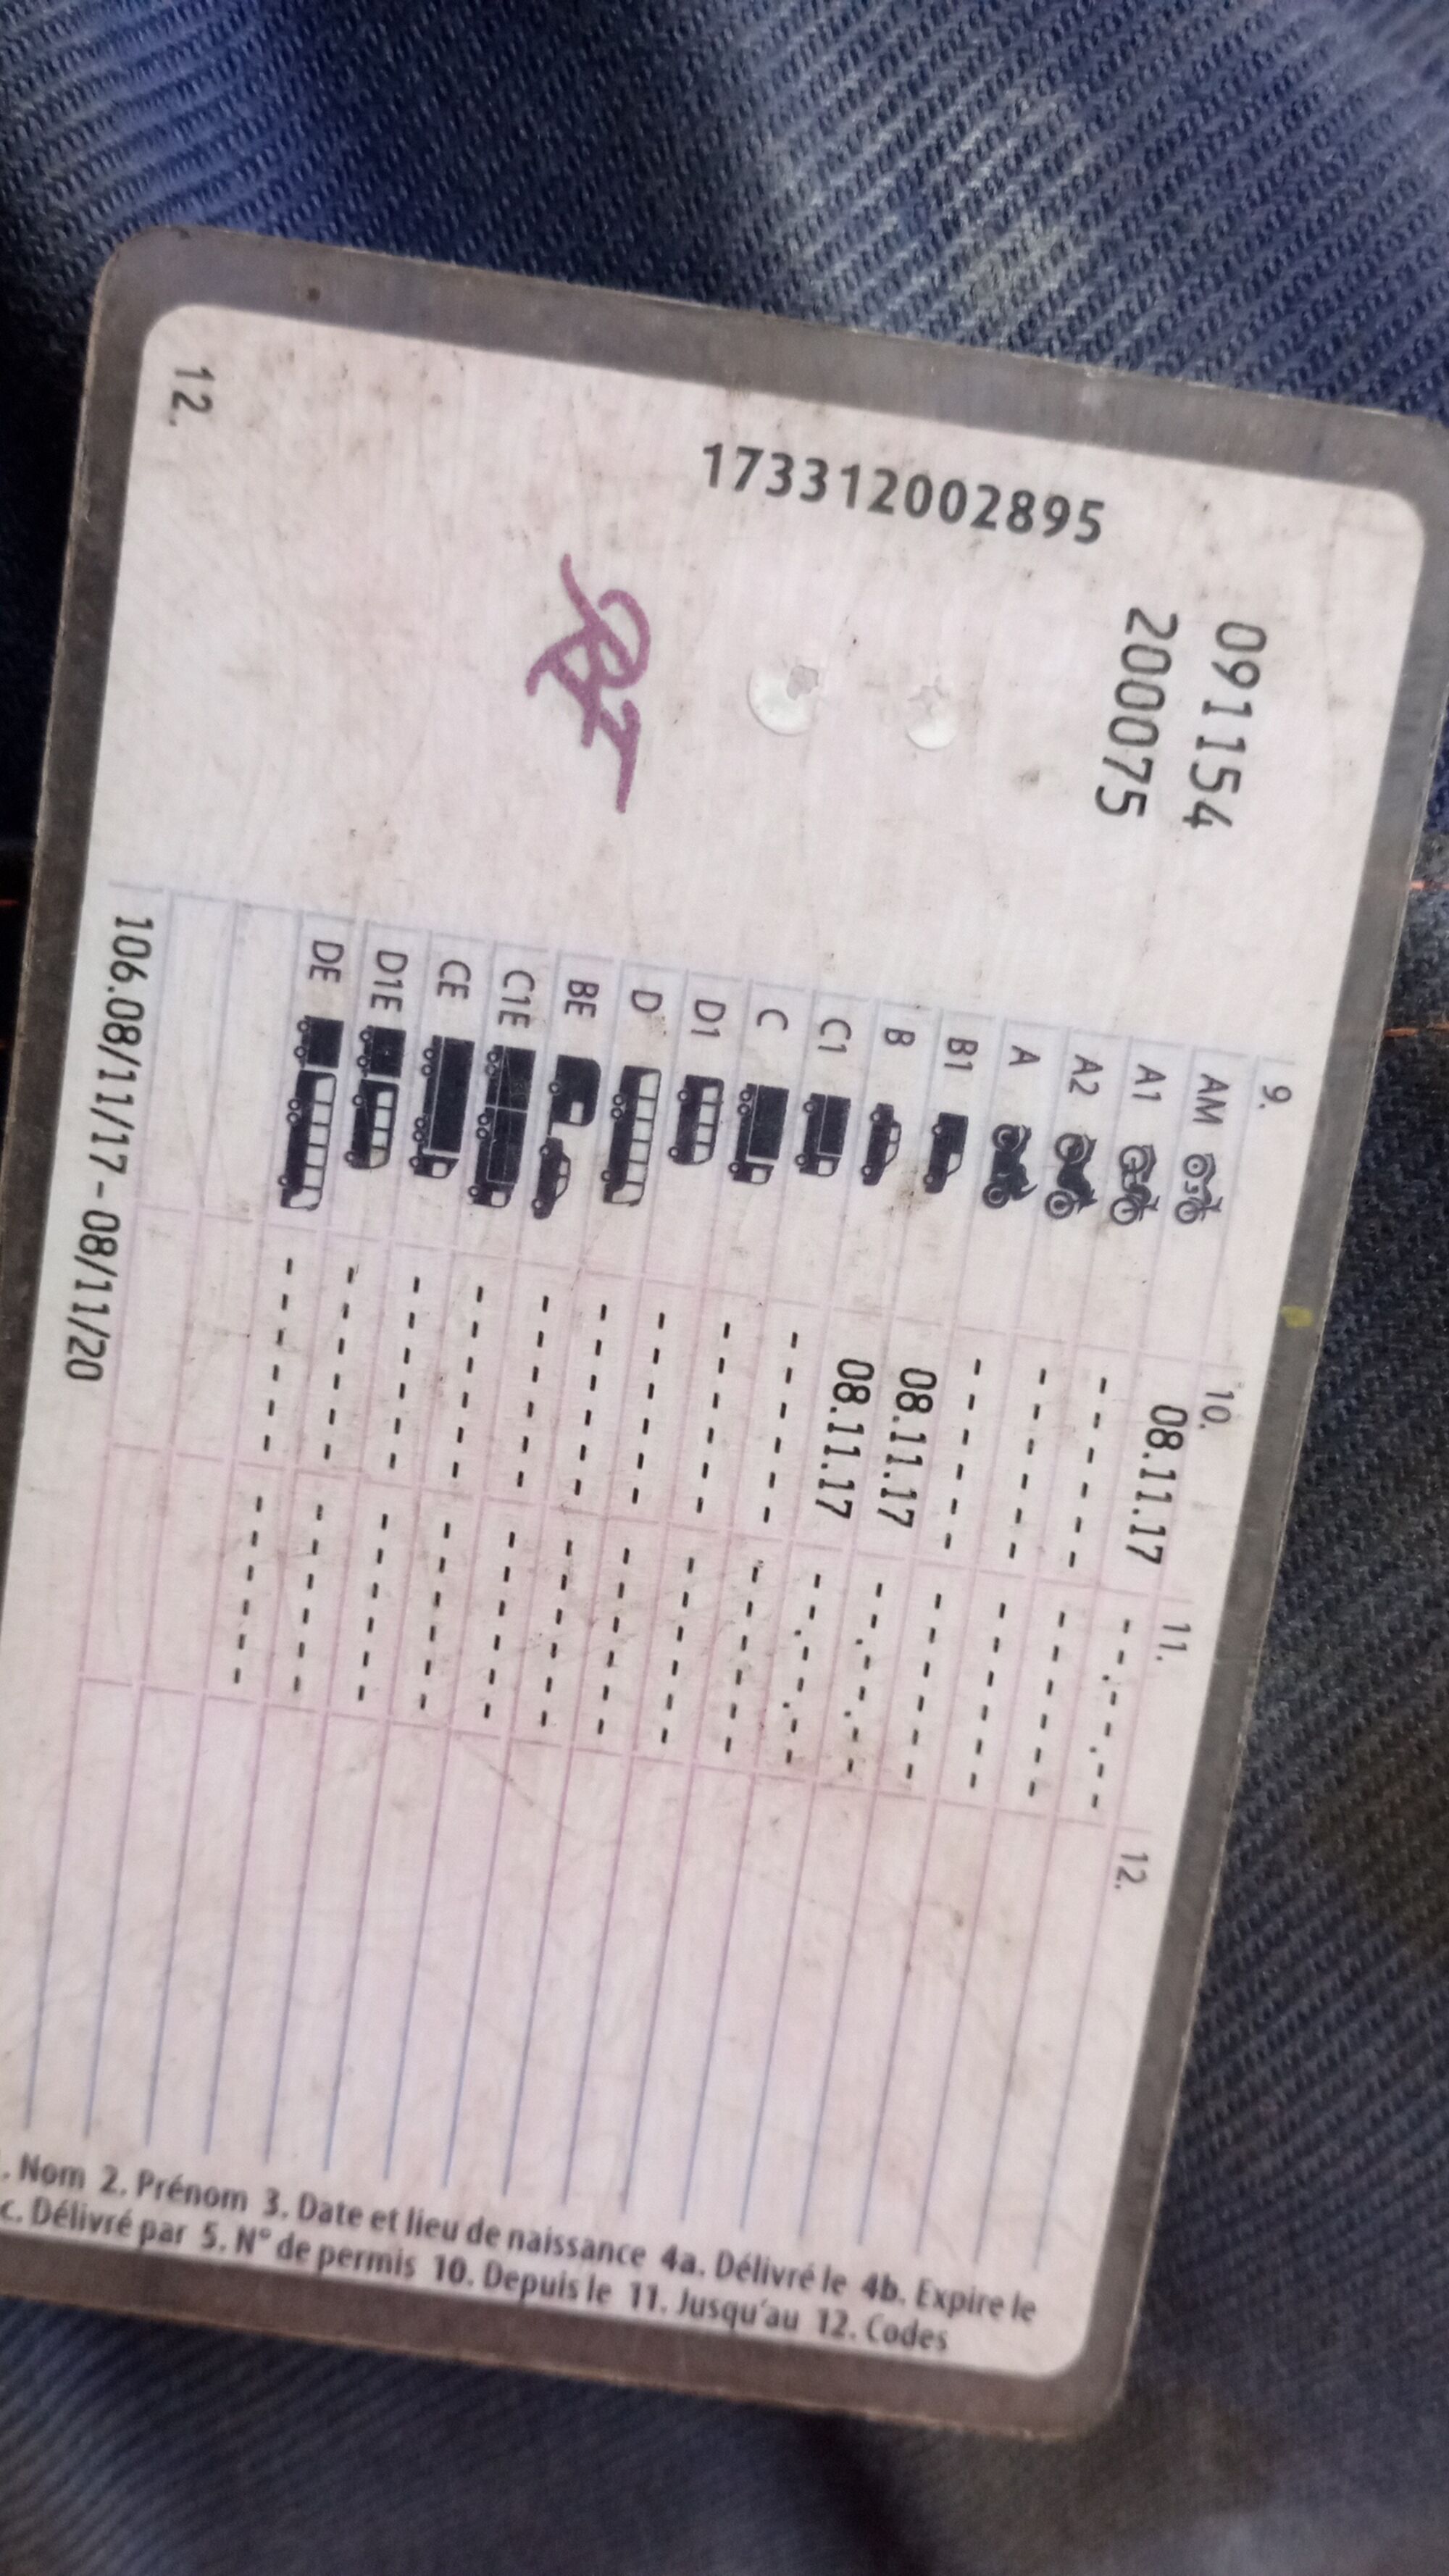 091154
200075
173312002895
12.
9. 10. 11. 12.
AM 08.11.17 --.--.--
A1 ------ ------
A2 ------ ------
A ------ ------
B1 08.11.17 --.--.--
B 08.11.17 --.--.--
C1 ------ ------
C ------ ------
D1 ------ ------
D ------ ------
BE ------ ------
C1E ------ ------
CE ------ ------
D1E ------ ------
DE ------ ------
106.08/11/17-08/11/20
. Nom 2. Prénom 3. Date et lieu de naissance 4a. Délivré le 4b. Expire le
c. Délivré par 5. N° de permis 10. Depuis le 11. Jusqu'au 12. Codes